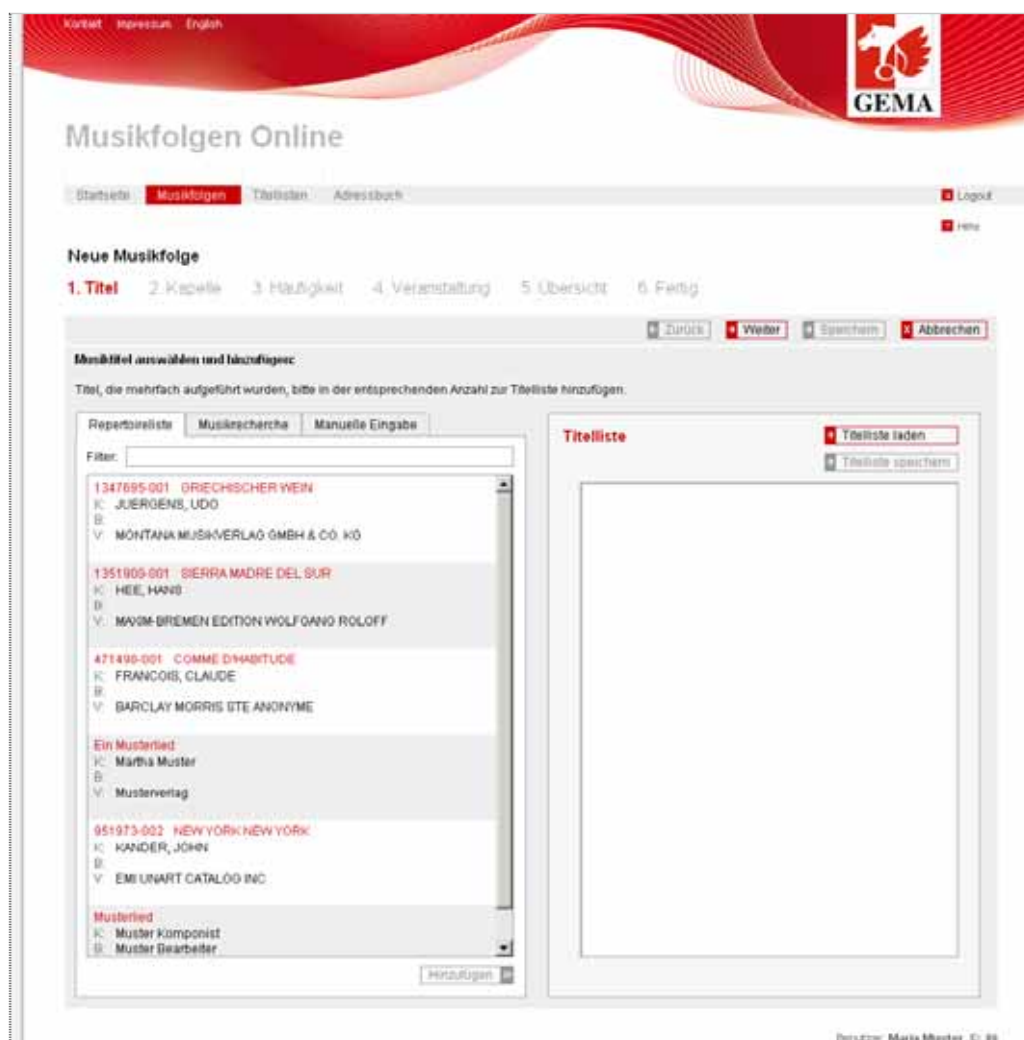 Kontakt Impressum English
GEMA
Musikfolgen Online
Startseite Musikfolgen Titellisten Adressbuch Logout
Hilfe
Neue Musikfolge
1. Titel 2. Kapelle 3. Häufigkeit 4. Veranstaltung 5. Übersicht 6. Fertig
Zurück Weiter Speichern Abbrechen
Musiktitel auswählen und hinzufügen:
Titel, die mehrfach aufgeführt wurden, bitte in der entsprechenden Anzahl zur Titelliste hinzufügen.
Repertoireliste Musikrecherche Manuelle Eingabe
Filter:
1347695-001 GRIECHISCHER WEIN
K: JUERGENS, UDO
B:
V: MONTANA MUSIKVERLAG GMBH & CO. KG
1351900-001 SIERRA MADRE DEL SUR
K: HEE, HANS
B:
V: MAXIM-BREMEN EDITION WOLFGANG ROLOFF
471490-001 COMME D'HABITUDE
K: FRANCOIS, CLAUDE
B:
V: BARCLAY MORRIS STE ANONYME
Ein Musterlied
K: Martha Muster
B:
V: Musterverlag
951973-002 NEW YORK NEW YORK
K: KANDER, JOHN
B:
V: EMI UNART CATALOG INC
Musterlied
K: Muster Komponist
B: Muster Bearbeiter
Hinzufügen
Titelliste
Titelliste laden
Titelliste speichern
Benutzer: Maria Muster,